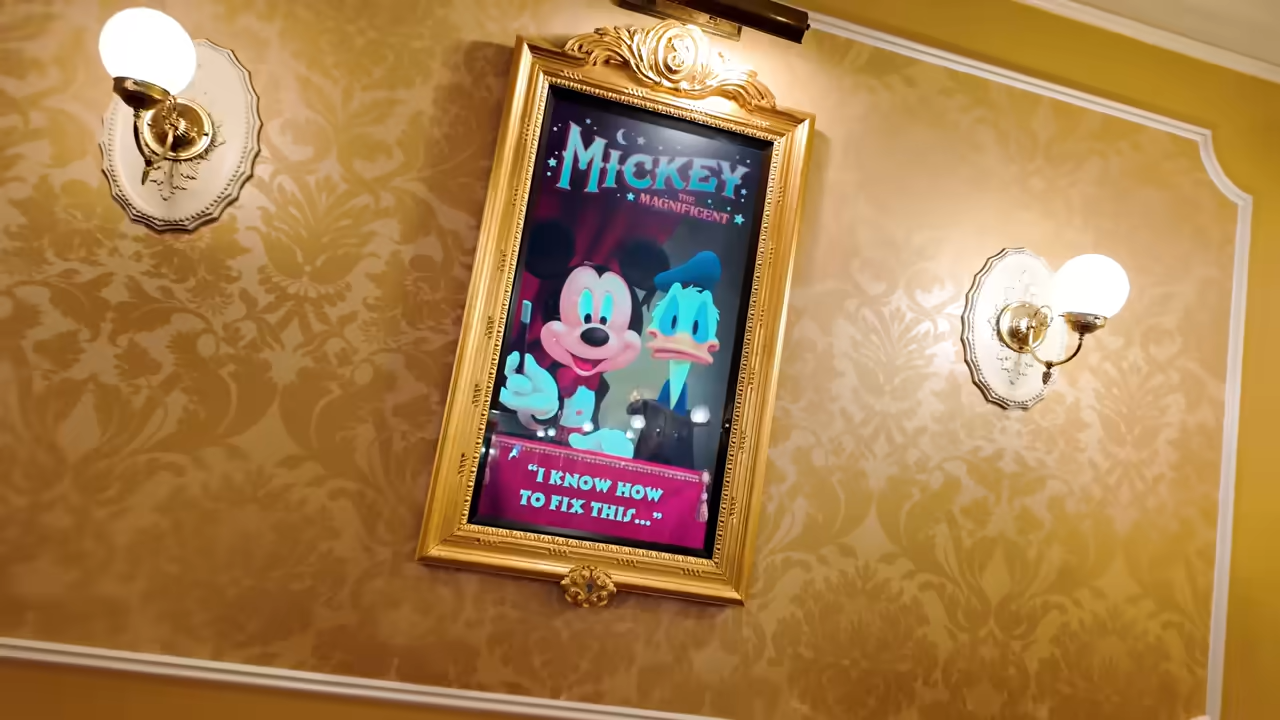 MICKEY
THE
MAGNIFICENT
“I KNOW HOW
TO FIX THIS...”